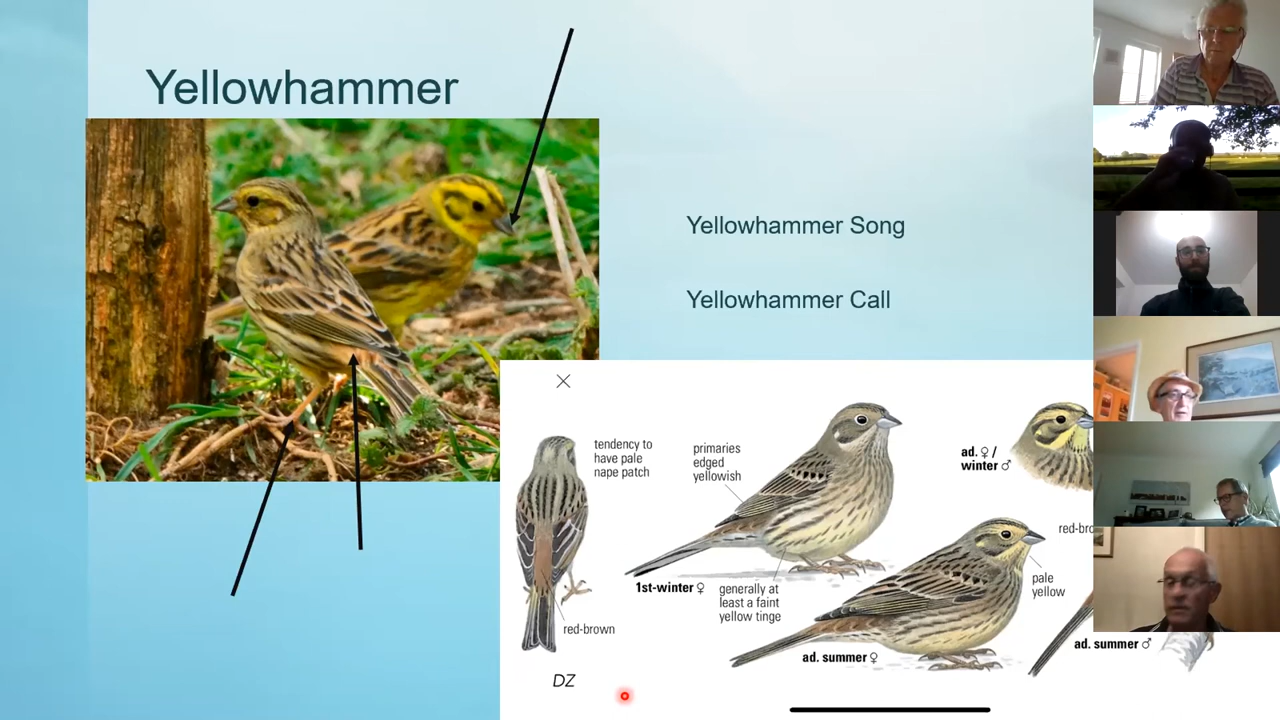 Yellowhammer
Yellowhammer Song
Yellowhammer Call
tendency to
have pale
nape patch
primaries
edged
yellowish
ad. ♀ /
winter ♂
1st-winter ♀
generally at
least a faint
yellow tinge
red-brown
pale
yellow
ad. summer ♀
ad. summer ♂
DZ